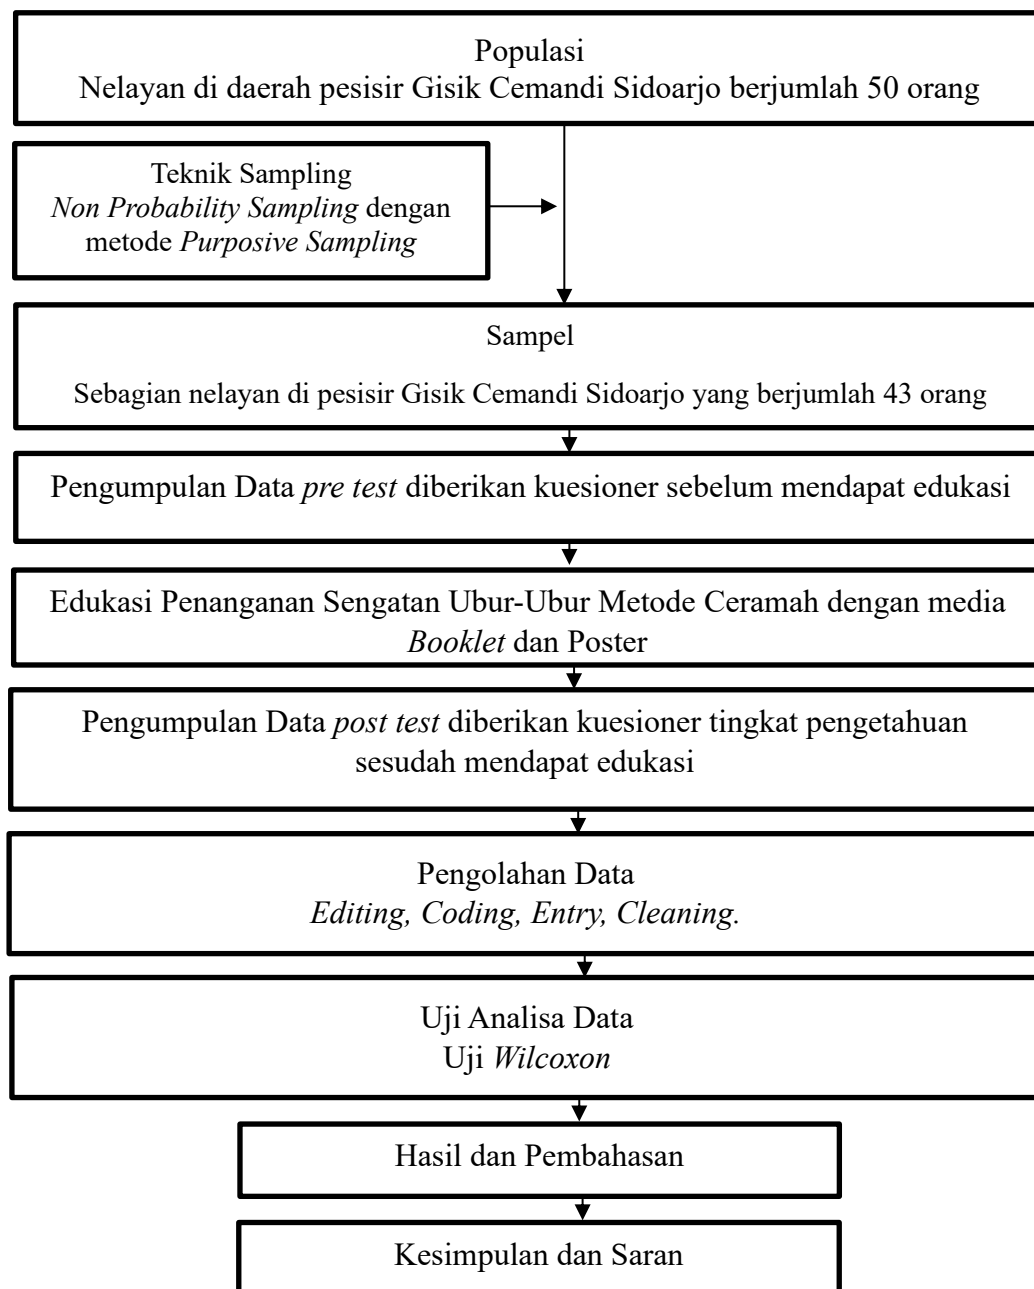 Populasi
Nelayan di daerah pesisir Gisik Cemandi Sidoarjo berjumlah 50 orang
Teknik Sampling
Non Probability Sampling dengan
metode Purposive Sampling
Sampel
Sebagian nelayan di pesisir Gisik Cemandi Sidoarjo yang berjumlah 43 orang
Pengumpulan Data pre test diberikan kuesioner sebelum mendapat edukasi
Edukasi Penanganan Sengatan Ubur-Ubur Metode Ceramah dengan media
Booklet dan Poster
Pengumpulan Data post test diberikan kuesioner tingkat pengetahuan
sesudah mendapat edukasi
Pengolahan Data
Editing, Coding, Entry, Cleaning.
Uji Analisa Data
Uji Wilcoxon
Hasil dan Pembahasan
Kesimpulan dan Saran